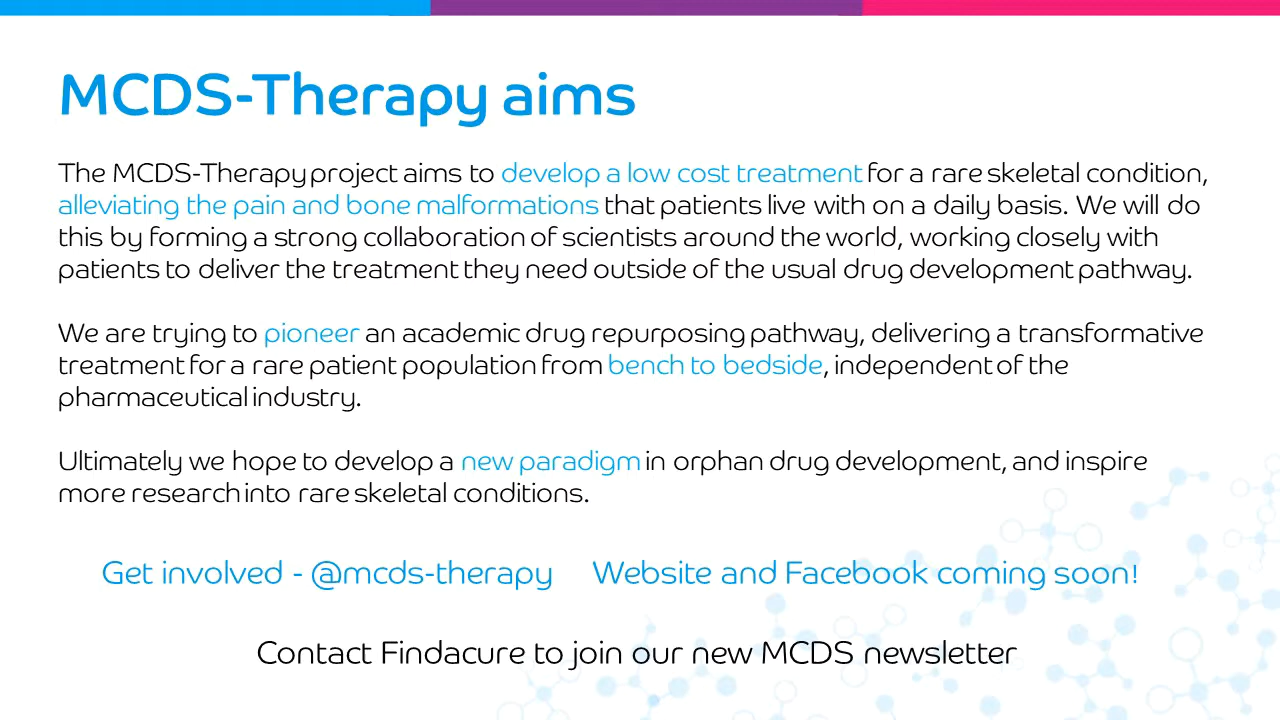 MCDS-Therapy aims
The MCDS-Therapy project aims to develop a low cost treatment for a rare skeletal condition,
alleviating the pain and bone malformations that patients live with on a daily basis. We will do
this by forming a strong collaboration of scientists around the world, working closely with
patients to deliver the treatment they need outside of the usual drug development pathway.
We are trying to pioneer an academic drug repurposing pathway, delivering a transformative
treatment for a rare patient population from bench to bedside, independent of the
pharmaceutical industry.
Ultimately we hope to develop a new paradigm in orphan drug development, and inspire
more research into rare skeletal conditions.
Get involved - @mcds-therapy Website and Facebook coming soon!
Contact Findacure to join our new MCDS newsletter